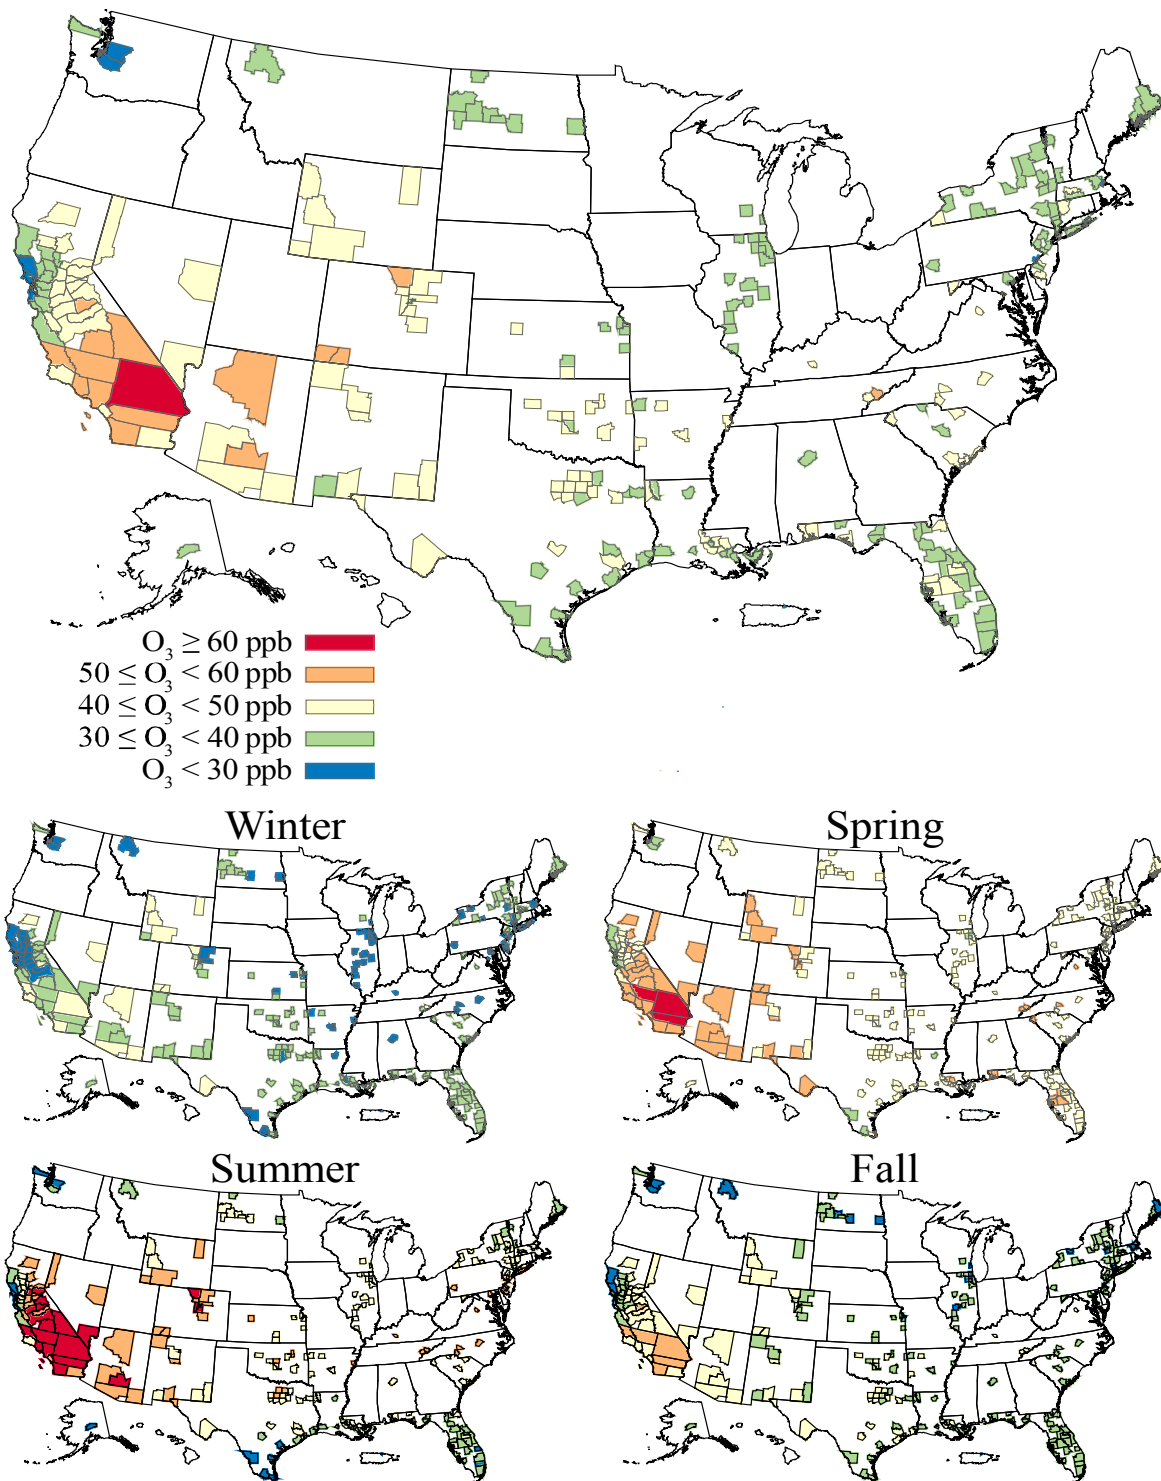 O₃ ≥ 60 ppb
50 ≤ O₃ < 60 ppb
40 ≤ O₃ < 50 ppb
30 ≤ O₃ < 40 ppb
O₃ < 30 ppb
Winter
Spring
Summer
Fall